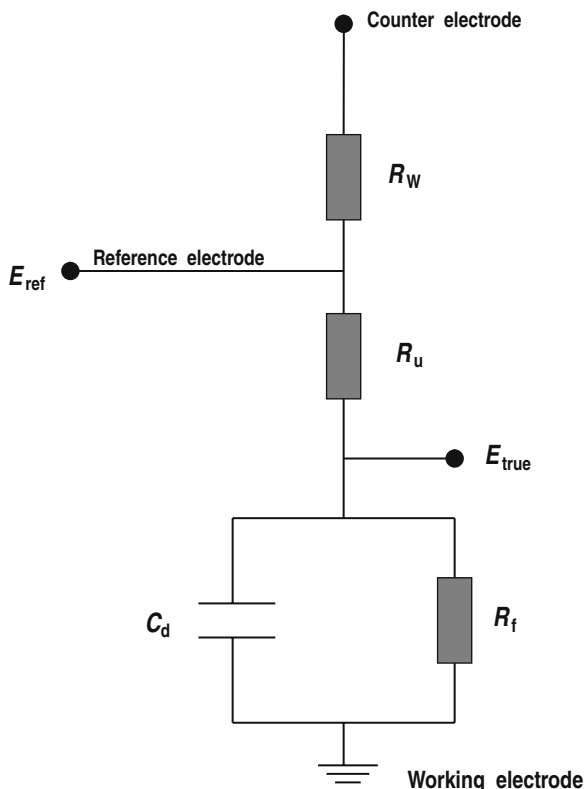 Counter electrode
R_W
Reference electrode
E_ref
R_u
E_true
C_d
R_f
Working electrode